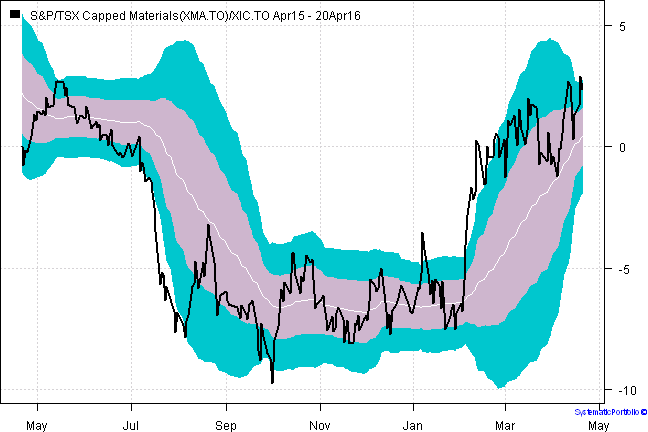 S&P/TSX Capped Materials(XMA.TO)/XIC.TO Apr15 - 20Apr16
5
0
-5
-10
SystematicPortfolio ©
May Jul Sep Nov Jan Mar May